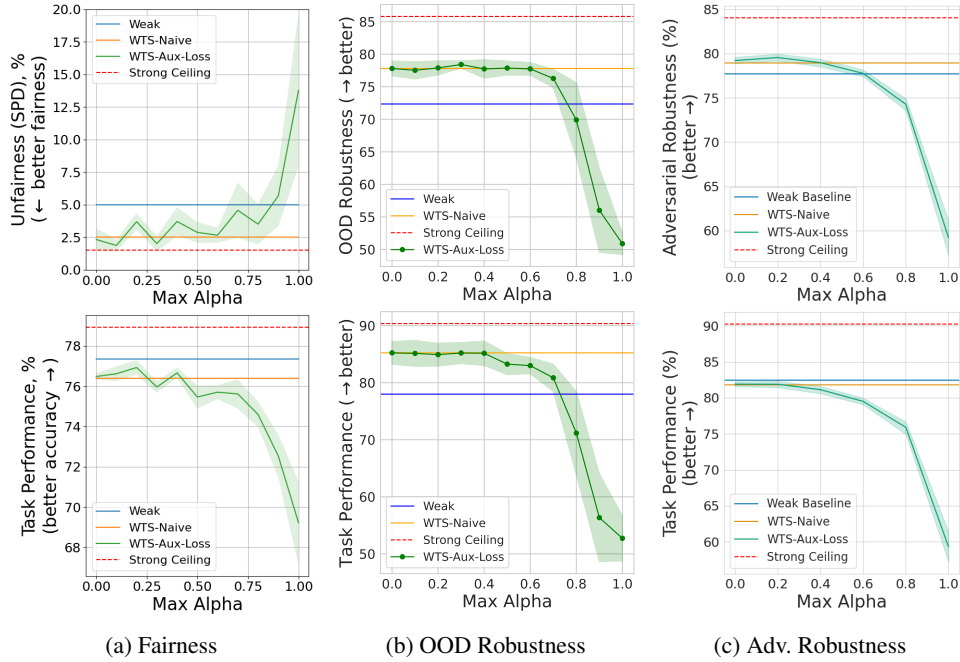 Unfairness (SPD), %
(← better fairness)
20.0
17.5
15.0
12.5
10.0
7.5
5.0
2.5
0.0
Weak
WTS-Naive
WTS-Aux-Loss
Strong Ceiling
0.00 0.25 0.50 0.75 1.00
Max Alpha
OOD Robustness (→ better)
85
80
75
70
65
60
55
50
Weak
WTS-Naive
Strong Ceiling
WTS-Aux-Loss
0.0 0.2 0.4 0.6 0.8 1.0
Max Alpha
Adversarial Robustness (%)
(better →)
85
80
75
70
65
60
Weak Baseline
WTS-Naive
WTS-Aux-Loss
Strong Ceiling
0.0 0.2 0.4 0.6 0.8 1.0
Max Alpha
Task Performance, %
(better accuracy →)
78
76
74
72
70
68
Weak
WTS-Naive
WTS-Aux-Loss
Strong Ceiling
0.00 0.25 0.50 0.75 1.00
Max Alpha
Task Performance (→ better)
90
80
70
60
50
Weak
WTS-Naive
Strong Ceiling
WTS-Aux-Loss
0.0 0.2 0.4 0.6 0.8 1.0
Max Alpha
Task Performance (%)
(better →)
90
85
80
75
70
65
60
Weak Baseline
WTS-Naive
WTS-Aux-Loss
Strong Ceiling
0.0 0.2 0.4 0.6 0.8 1.0
Max Alpha
(a) Fairness
(b) OOD Robustness
(c) Adv. Robustness